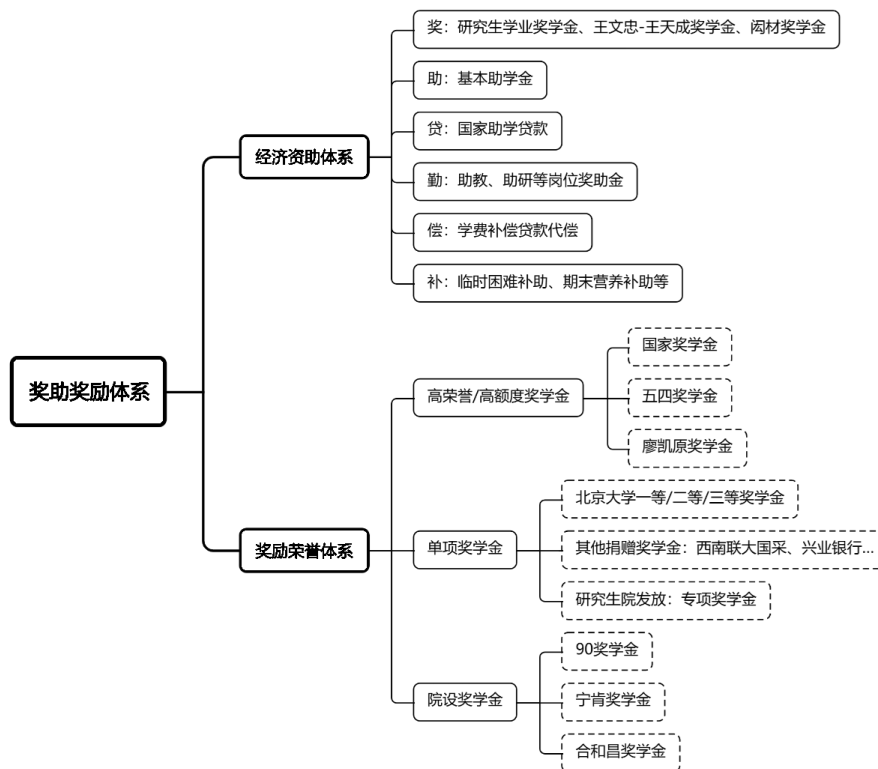 奖助奖励体系
经济资助体系
奖：研究生学业奖学金、王文忠-王天成奖学金、闳材奖学金
助：基本助学金
贷：国家助学贷款
勤：助教、助研等岗位奖助金
偿：学费补偿贷款代偿
补：临时困难补助、期末营养补助等
奖励荣誉体系
高荣誉/高额度奖学金
国家奖学金
五四奖学金
廖凯原奖学金
单项奖学金
北京大学一等/二等/三等奖学金
其他捐赠奖学金：西南联大国采、兴业银行...
研究生院发放：专项奖学金
院设奖学金
90奖学金
宁肯奖学金
合和昌奖学金